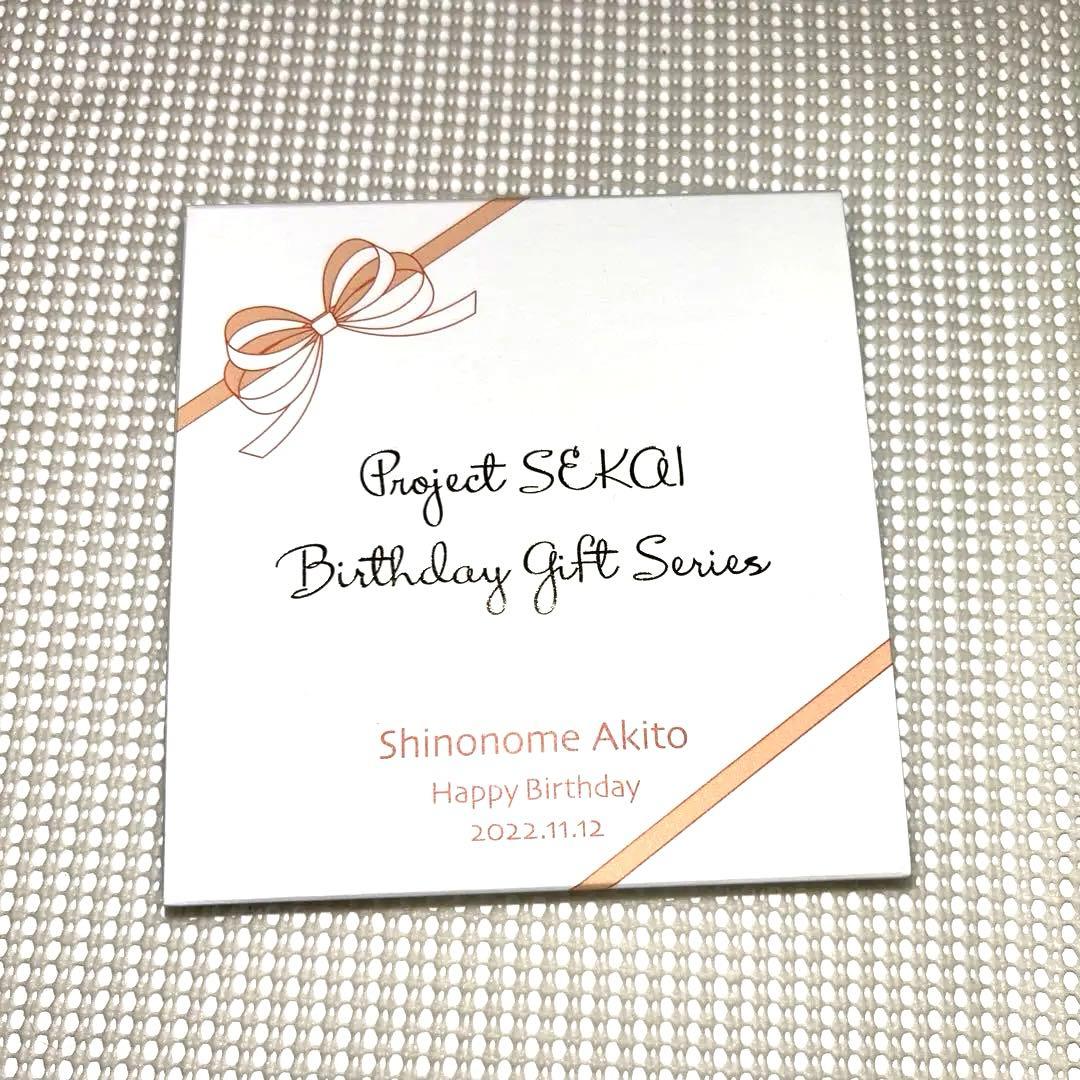 Project SEKAI
Birthday Gift Series
Shinonome Akito
Happy Birthday
2022.11.12